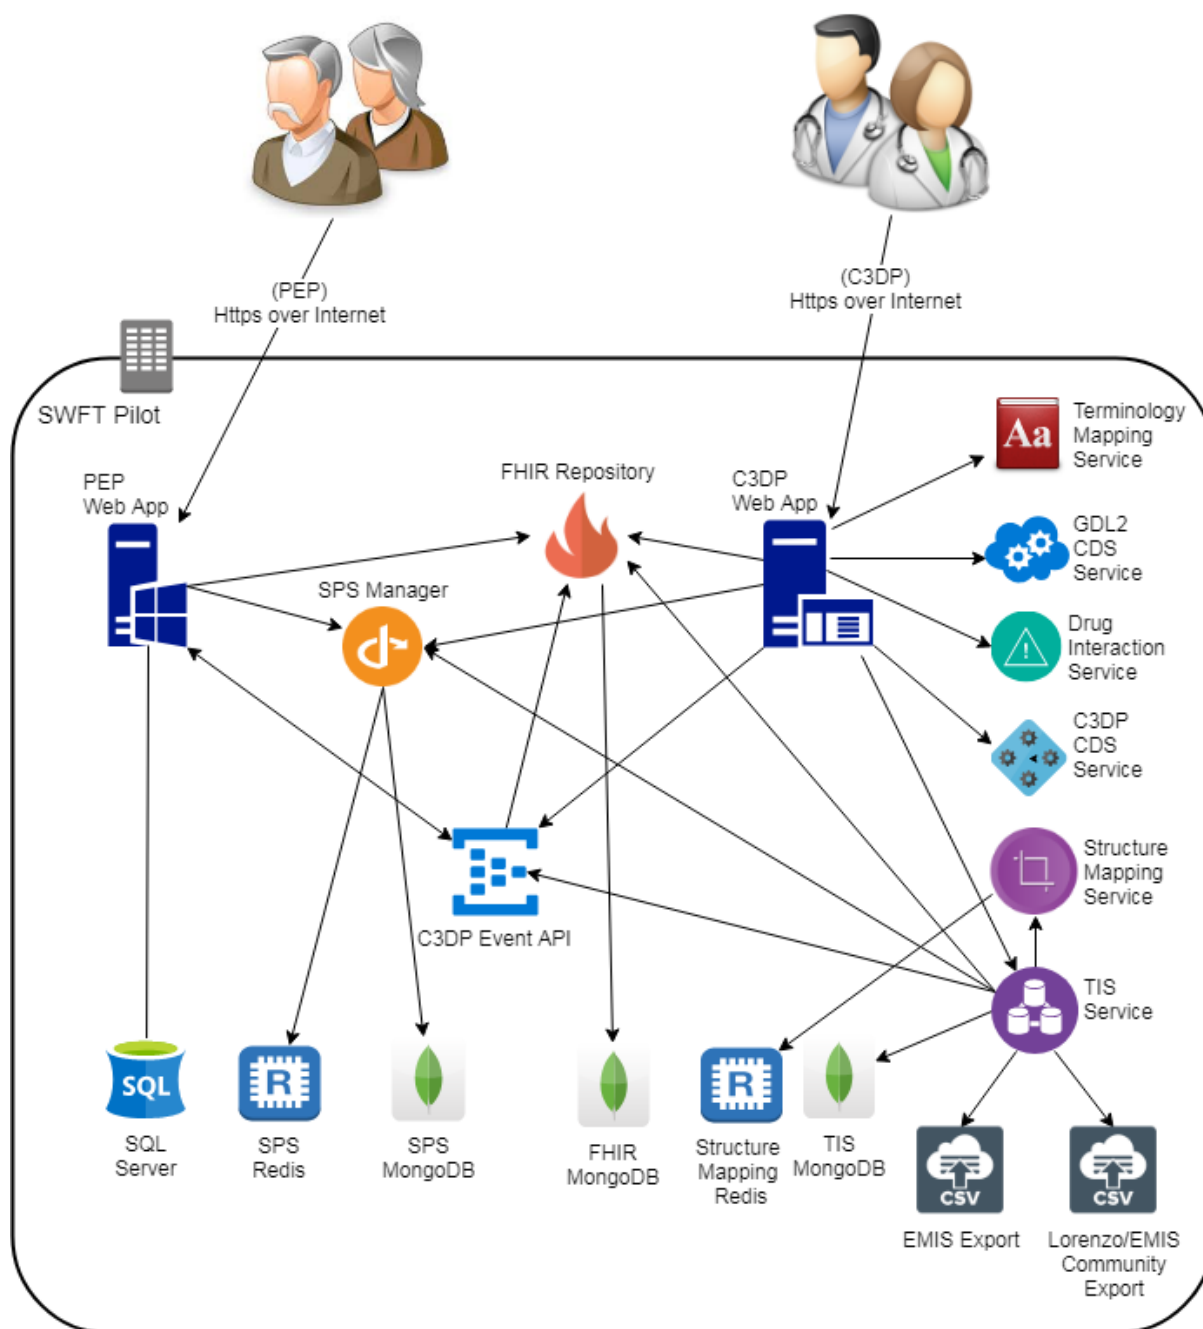 (PEP)
Https over Internet
(C3DP)
Https over Internet
SWFT Pilot
PEP
Web App
FHIR Repository
C3DP
Web App
Aa
Terminology
Mapping
Service
GDL2
CDS
Service
SPS Manager
Drug
Interaction
Service
C3DP
CDS
Service
Structure
Mapping
Service
C3DP Event API
TIS
Service
SQL
SQL
Server
R
SPS
Redis
SPS
MongoDB
FHIR
MongoDB
R
Structure
Mapping
Redis
TIS
MongoDB
CSV
EMIS Export
CSV
Lorenzo/EMIS
Community
Export